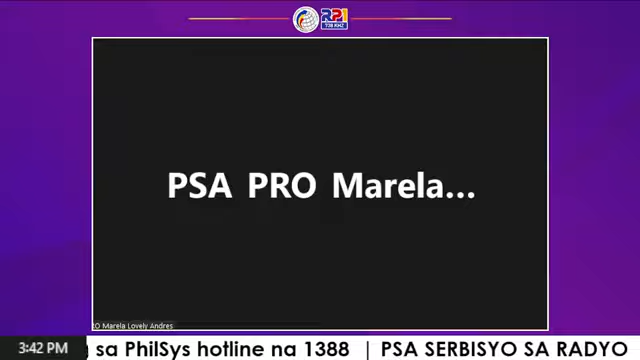 RP1
738 KHZ
PSA PRO Marela...
RO Marela Lovely Andres
3:42 PM
g sa PhilSys hotline na 1388 | PSA SERBISYO SA RADYO